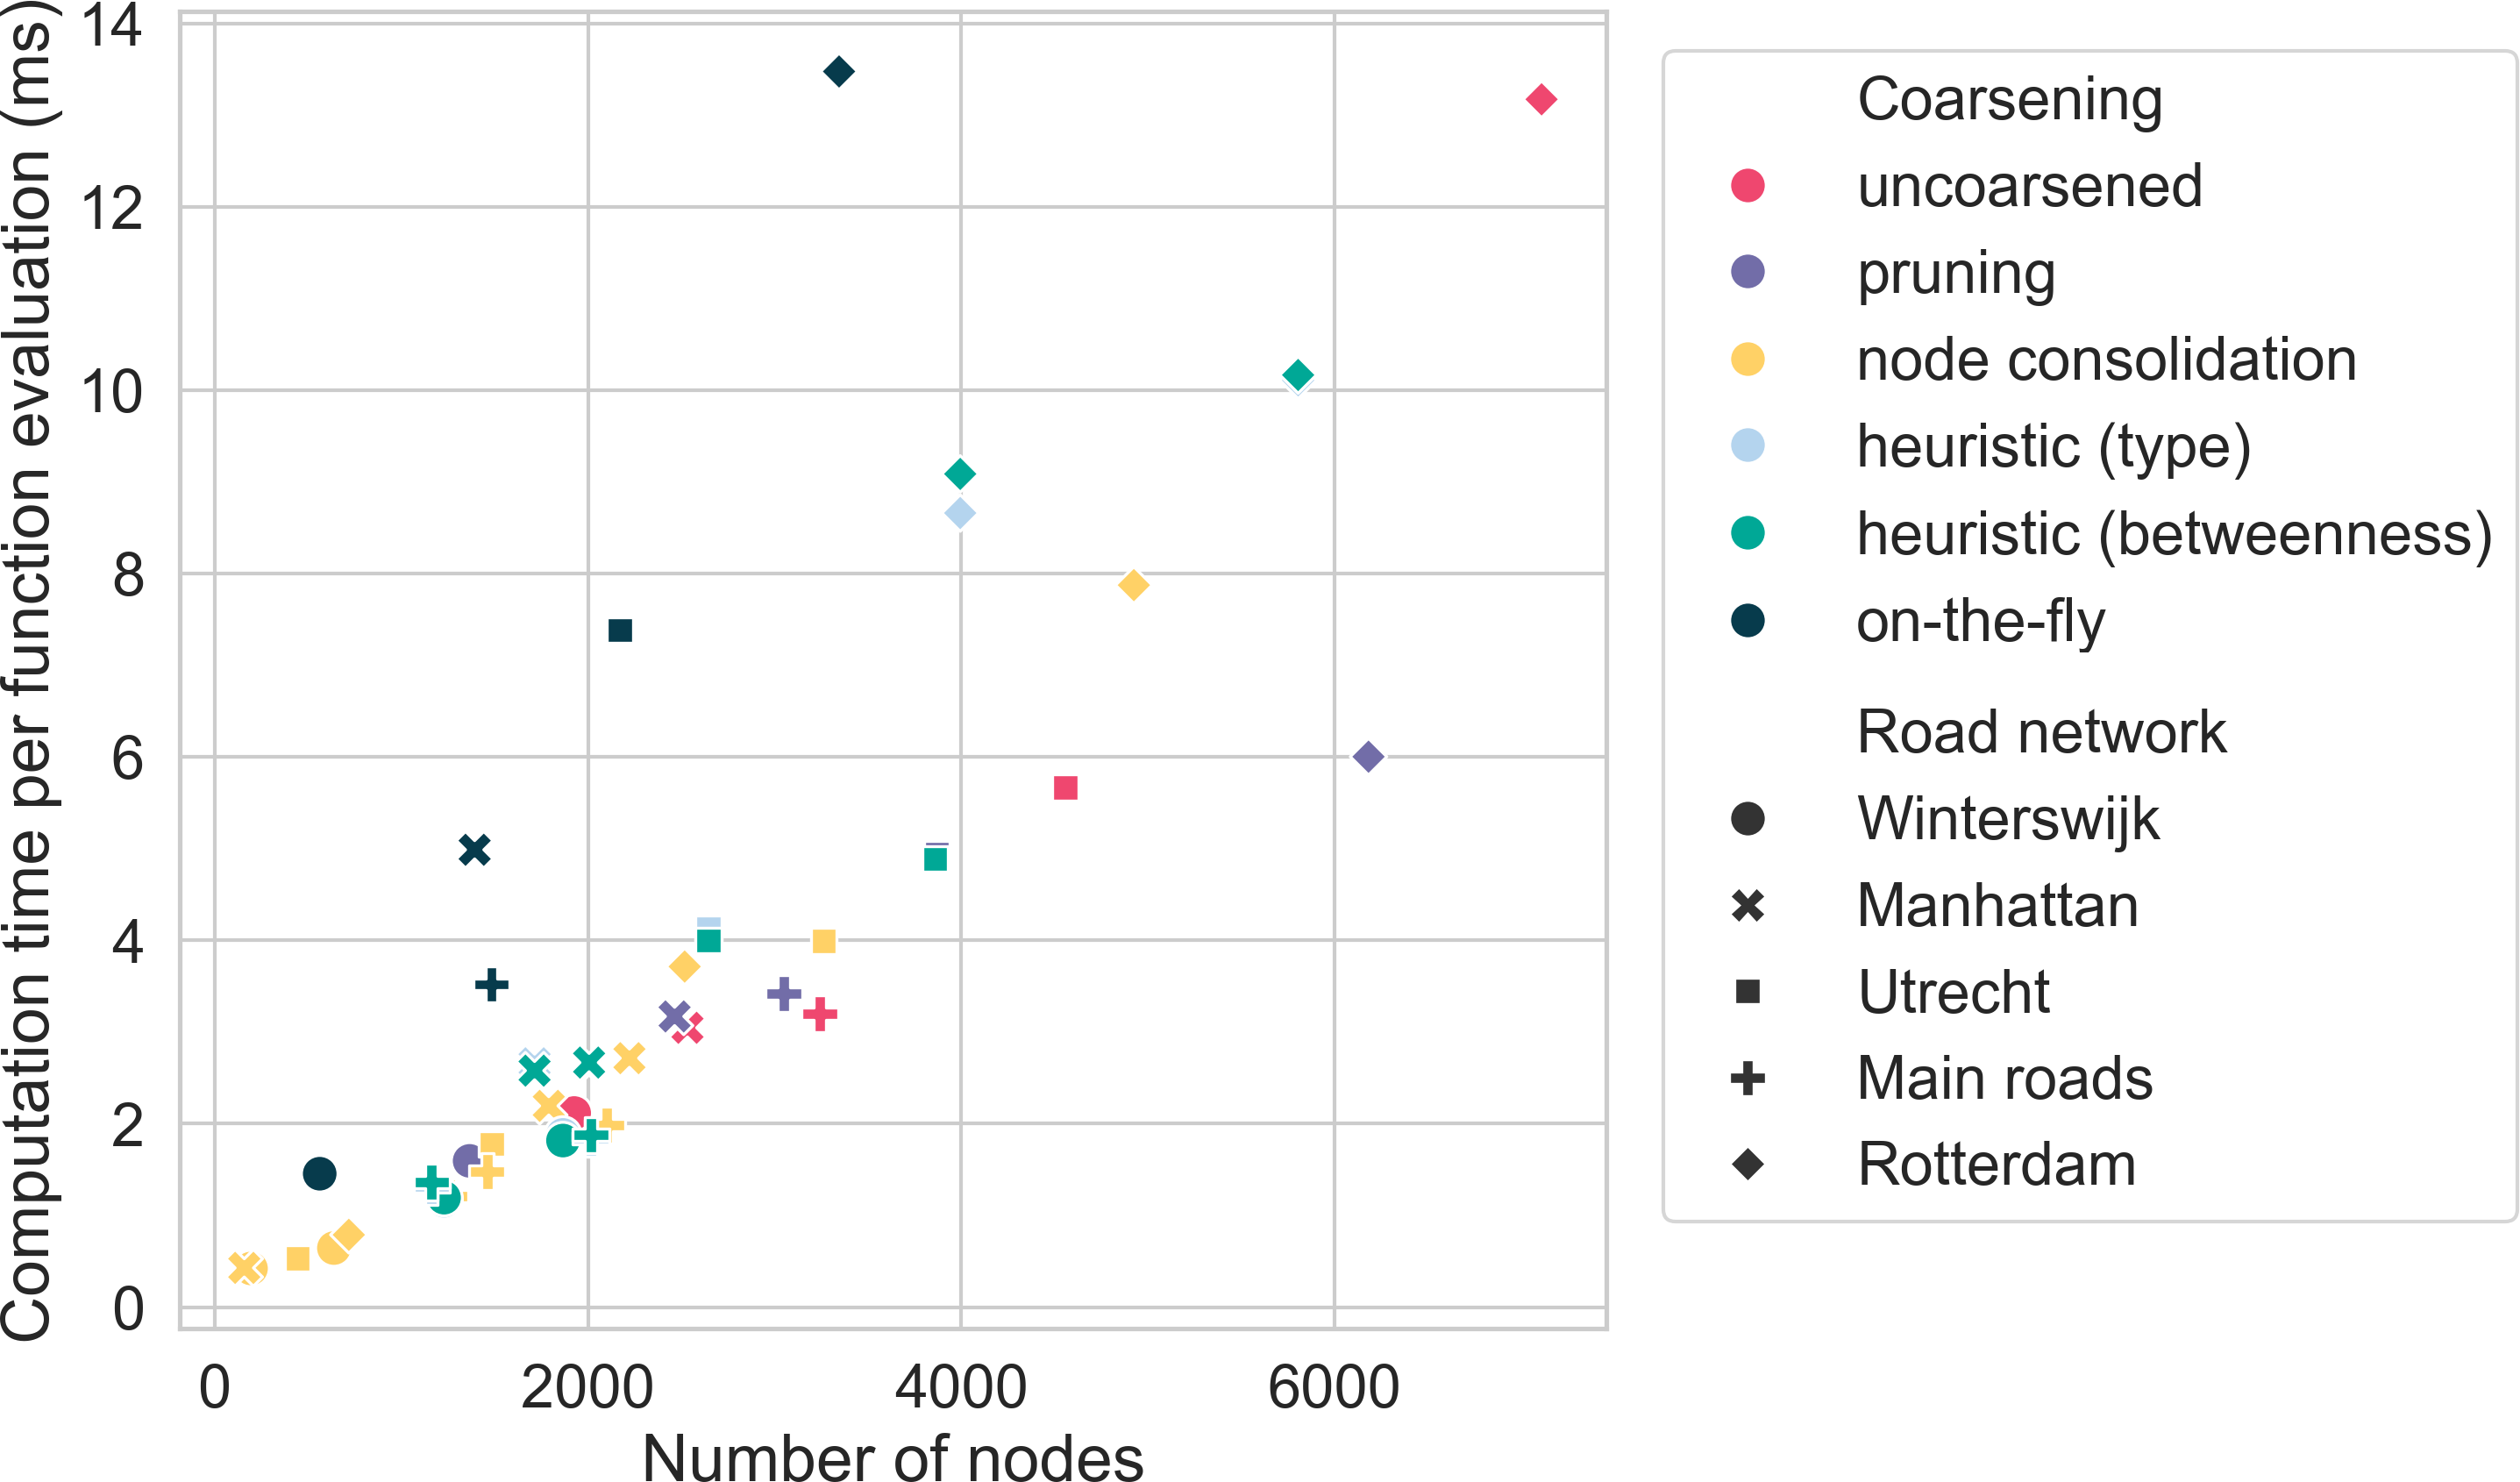 Computation time per function evaluation (ms)
14
12
10
8
6
4
2
0
0
2000
4000
6000
Number of nodes
Coarsening
uncoarsened
pruning
node consolidation
heuristic (type)
heuristic (betweenness)
on-the-fly
Road network
Winterswijk
Manhattan
Utrecht
Main roads
Rotterdam